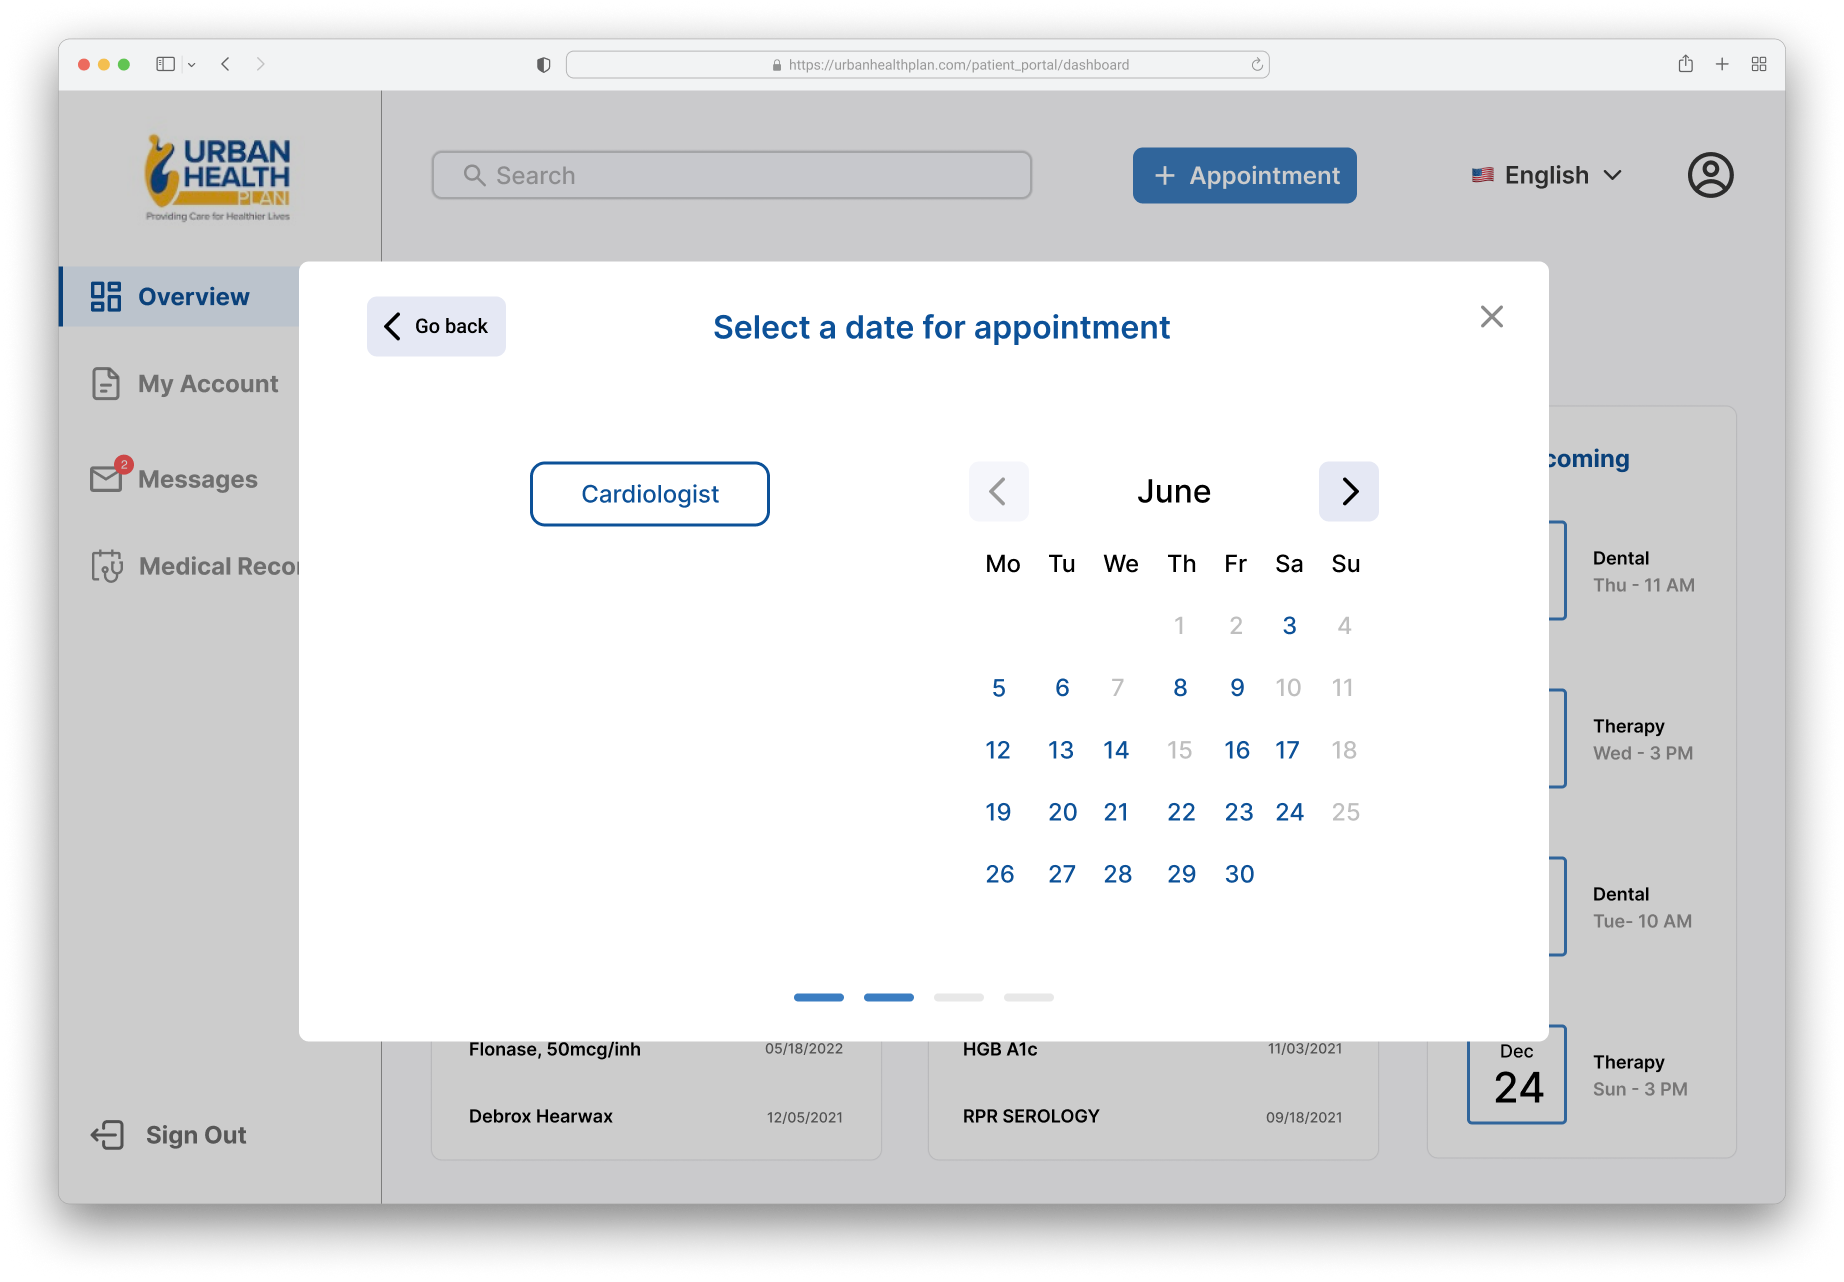 https://urbanhealthplan.com/patient_portal/dashboard
URBAN
HEALTH
PLAN
Providing Care for Healthier Lives
Search
+ Appointment
English
Overview
My Account
2
Messages
Medical Recor
Sign Out
Go back
Select a date for appointment
Cardiologist
June
Mo Tu We Th Fr Sa Su
1 2 3 4
5 6 7 8 9 10 11
12 13 14 15 16 17 18
19 20 21 22 23 24 25
26 27 28 29 30
Flonase, 50mcg/inh 05/18/2022
Debrox Hearwax 12/05/2021
HGB A1c 11/03/2021
RPR SEROLOGY 09/18/2021
coming
Dental
Thu - 11 AM
Therapy
Wed - 3 PM
Dental
Tue- 10 AM
Dec
24
Therapy
Sun - 3 PM